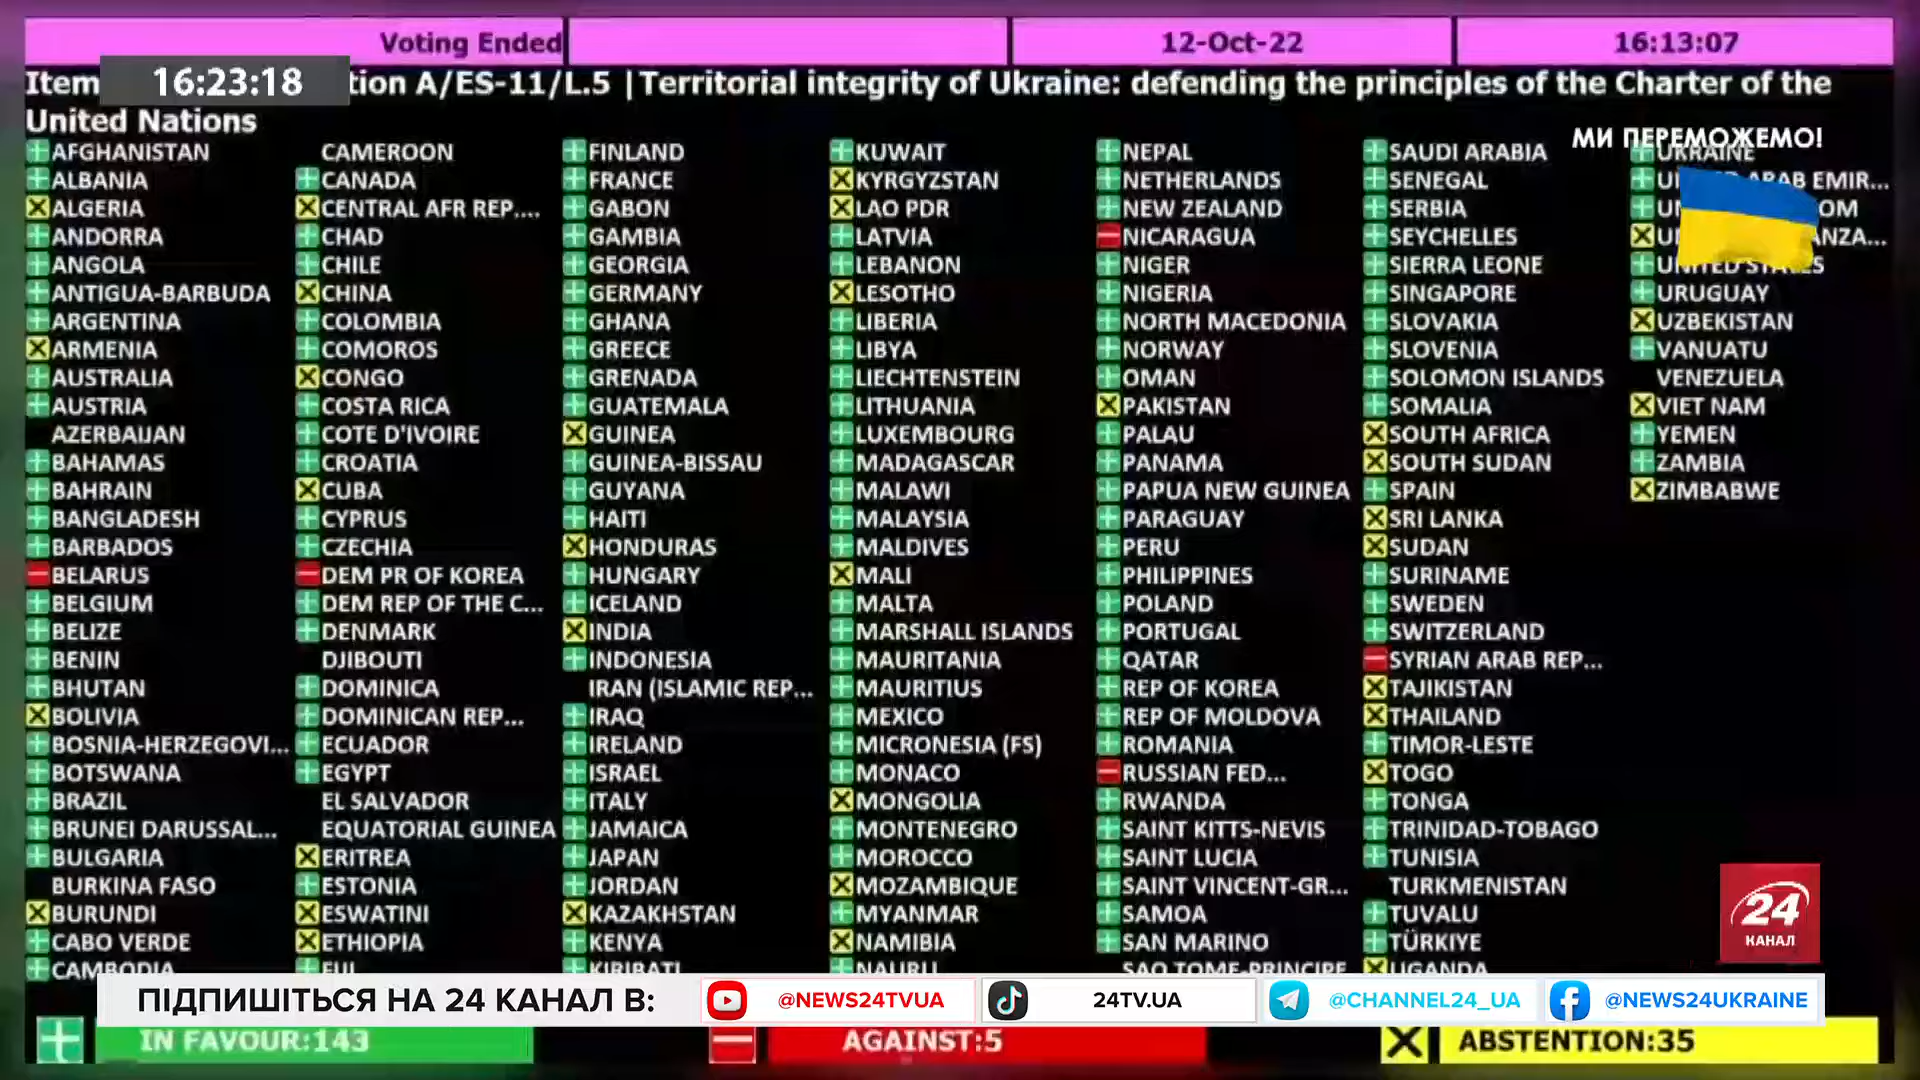 Voting Ended
12-Oct-22
16:13:07
16:23:18
Item tion A/ES-11/L.5 | Territorial integrity of Ukraine: defending the principles of the Charter of the
United Nations
МИ ПЕРЕМОЖЕМО!
AFGHANISTAN
ALBANIA
ALGERIA
ANDORRA
ANGOLA
ANTIGUA-BARBUDA
ARGENTINA
ARMENIA
AUSTRALIA
AUSTRIA
AZERBAIJAN
BAHAMAS
BAHRAIN
BANGLADESH
BARBADOS
BELARUS
BELGIUM
BELIZE
BENIN
BHUTAN
BOLIVIA
BOSNIA-HERZEGOVI...
BOTSWANA
BRAZIL
BRUNEI DARUSSAL...
BULGARIA
BURKINA FASO
BURUNDI
CABO VERDE
CAMBODIA
CAMEROON
CANADA
CENTRAL AFR REP....
CHAD
CHILE
CHINA
COLOMBIA
COMOROS
CONGO
COSTA RICA
COTE D'IVOIRE
CROATIA
CUBA
CYPRUS
CZECHIA
DEM PR OF KOREA
DEM REP OF THE C...
DENMARK
DJIBOUTI
DOMINICA
DOMINICAN REP...
ECUADOR
EGYPT
EL SALVADOR
EQUATORIAL GUINEA
ERITREA
ESTONIA
ESWATINI
ETHIOPIA
FIJI
FINLAND
FRANCE
GABON
GAMBIA
GEORGIA
GERMANY
GHANA
GREECE
GRENADA
GUATEMALA
GUINEA
GUINEA-BISSAU
GUYANA
HAITI
HONDURAS
HUNGARY
ICELAND
INDIA
INDONESIA
IRAN (ISLAMIC REP...
IRAQ
IRELAND
ISRAEL
ITALY
JAMAICA
JAPAN
JORDAN
KAZAKHSTAN
KENYA
KIRIBATI
KUWAIT
KYRGYZSTAN
LAO PDR
LATVIA
LEBANON
LESOTHO
LIBERIA
LIBYA
LIECHTENSTEIN
LITHUANIA
LUXEMBOURG
MADAGASCAR
MALAWI
MALAYSIA
MALDIVES
MALI
MALTA
MARSHALL ISLANDS
MAURITANIA
MAURITIUS
MEXICO
MICRONESIA (FS)
MONACO
MONGOLIA
MONTENEGRO
MOROCCO
MOZAMBIQUE
MYANMAR
NAMIBIA
NAURU
NEPAL
NETHERLANDS
NEW ZEALAND
NICARAGUA
NIGER
NIGERIA
NORTH MACEDONIA
NORWAY
OMAN
PAKISTAN
PALAU
PANAMA
PAPUA NEW GUINEA
PARAGUAY
PERU
PHILIPPINES
POLAND
PORTUGAL
QATAR
REP OF KOREA
REP OF MOLDOVA
ROMANIA
RUSSIAN FED...
RWANDA
SAINT KITTS-NEVIS
SAINT LUCIA
SAINT VINCENT-GR...
SAMOA
SAN MARINO
SAO TOME-PRINCIPE
SAUDI ARABIA
SENEGAL
SERBIA
SEYCHELLES
SIERRA LEONE
SINGAPORE
SLOVAKIA
SLOVENIA
SOLOMON ISLANDS
SOMALIA
SOUTH AFRICA
SOUTH SUDAN
SPAIN
SRI LANKA
SUDAN
SURINAME
SWEDEN
SWITZERLAND
SYRIAN ARAB REP...
TAJIKISTAN
THAILAND
TIMOR-LESTE
TOGO
TONGA
TRINIDAD-TOBAGO
TUNISIA
TURKMENISTAN
TUVALU
TÜRKIYE
UGANDA
UKRAINE
ARAB EMIR...
UNITED STATES
URUGUAY
UZBEKISTAN
VANUATU
VENEZUELA
VIET NAM
YEMEN
ZAMBIA
ZIMBABWE
24
КАНАЛ
ПІДПИШІТЬСЯ НА 24 КАНАЛ В:
@NEWS24TVUA
24TV.UA
@CHANNEL24_UA
@NEWS24UKRAINE
IN FAVOUR:143
AGAINST:5
ABSTENTION:35